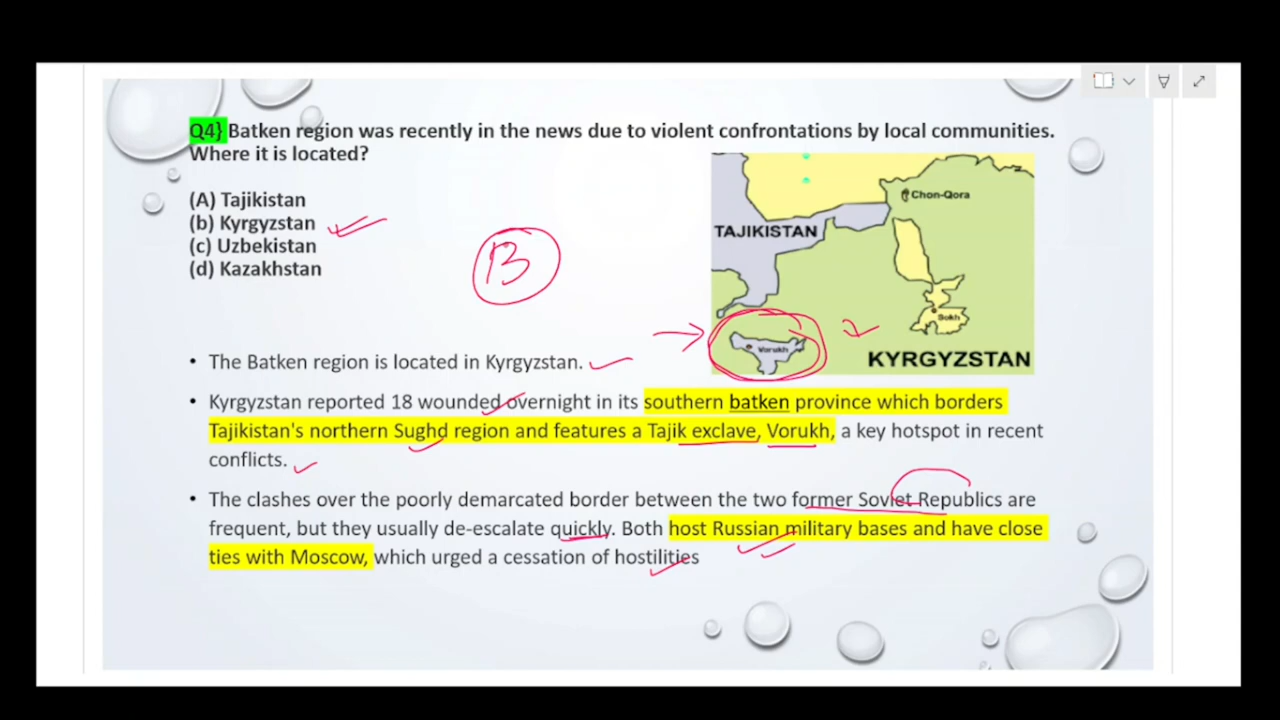 Q4} Batken region was recently in the news due to violent confrontations by local communities.
Where it is located?
(A) Tajikistan
(b) Kyrgyzstan
(c) Uzbekistan
(d) Kazakhstan
B
Chon-Qora
TAJIKISTAN
Sokh
Vorukh
KYRGYZSTAN
• The Batken region is located in Kyrgyzstan.
• Kyrgyzstan reported 18 wounded overnight in its southern batken province which borders
Tajikistan's northern Sughd region and features a Tajik exclave, Vorukh, a key hotspot in recent
conflicts.
• The clashes over the poorly demarcated border between the two former Soviet Republics are
frequent, but they usually de-escalate quickly. Both host Russian military bases and have close
ties with Moscow, which urged a cessation of hostilities